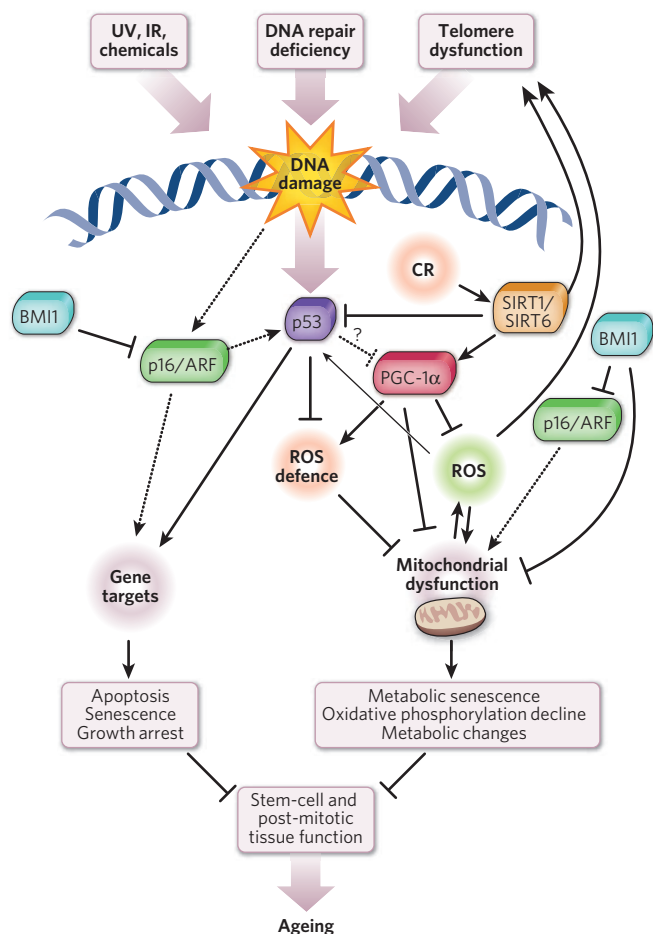 UV, IR,
chemicals
DNA repair
deficiency
Telomere
dysfunction
DNA
damage
CR
SIRT1/
SIRT6
BMI1
p53
?
BMI1
p16/ARF
PGC-1α
p16/ARF
ROS
defence
ROS
Gene
targets
Mitochondrial
dysfunction
Apoptosis
Senescence
Growth arrest
Metabolic senescence
Oxidative phosphorylation decline
Metabolic changes
Stem-cell and
post-mitotic
tissue function
Ageing